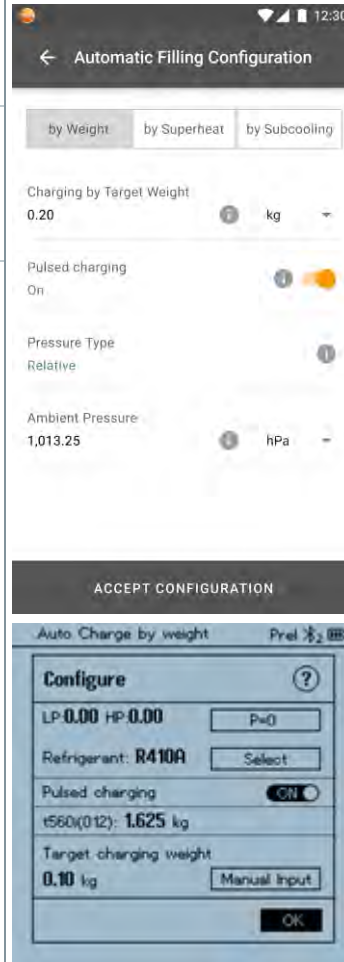 12:30
Automatic Filling Configuration
by Weight by Superheat by Subcooling
Charging by Target Weight
0.20 kg
Pulsed charging
On
Pressure Type
Relative
Ambient Pressure
1,013.25 hPa
ACCEPT CONFIGURATION
Auto Charge by weight Prel 2
Configure ?
LP:0.00 HP:0.00 P=0
Refrigerant: R410A Select
Pulsed charging ON
t560i(012): 1.625 kg
Target charging weight
0.10 kg Manual Input
OK